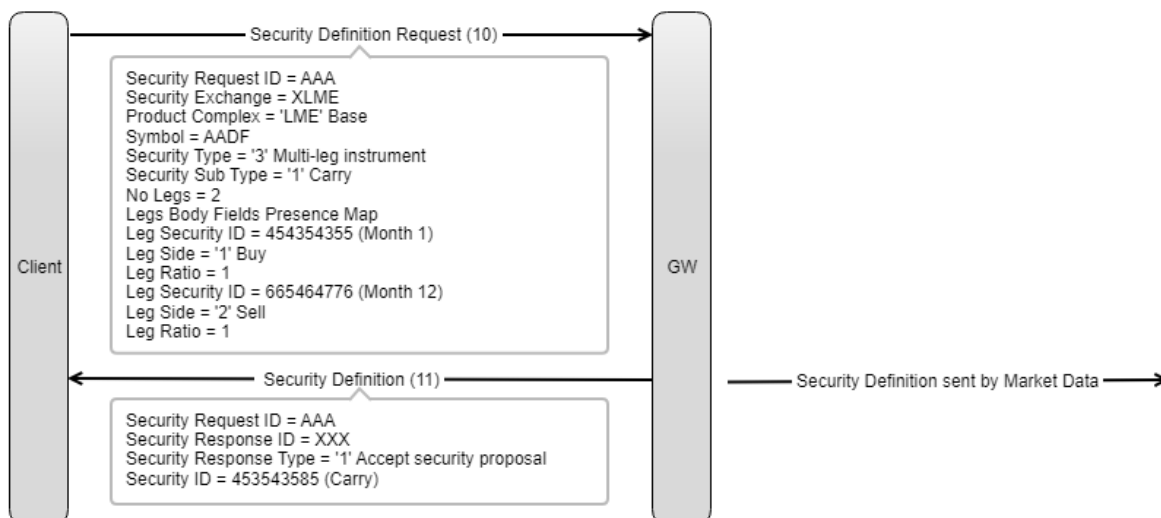 Security Definition Request (10)
Security Request ID = AAA
Security Exchange = XLME
Product Complex = 'LME' Base
Symbol = AADF
Security Type = '3' Multi-leg instrument
Security Sub Type = '1' Carry
No Legs = 2
Legs Body Fields Presence Map
Leg Security ID = 454354355 (Month 1)
Leg Side = '1' Buy
Leg Ratio = 1
Leg Security ID = 665464776 (Month 12)
Leg Side = '2' Sell
Leg Ratio = 1
Client
GW
Security Definition (11)
Security Definition sent by Market Data
Security Request ID = AAA
Security Response ID = XXX
Security Response Type = '1' Accept security proposal
Security ID = 453543585 (Carry)